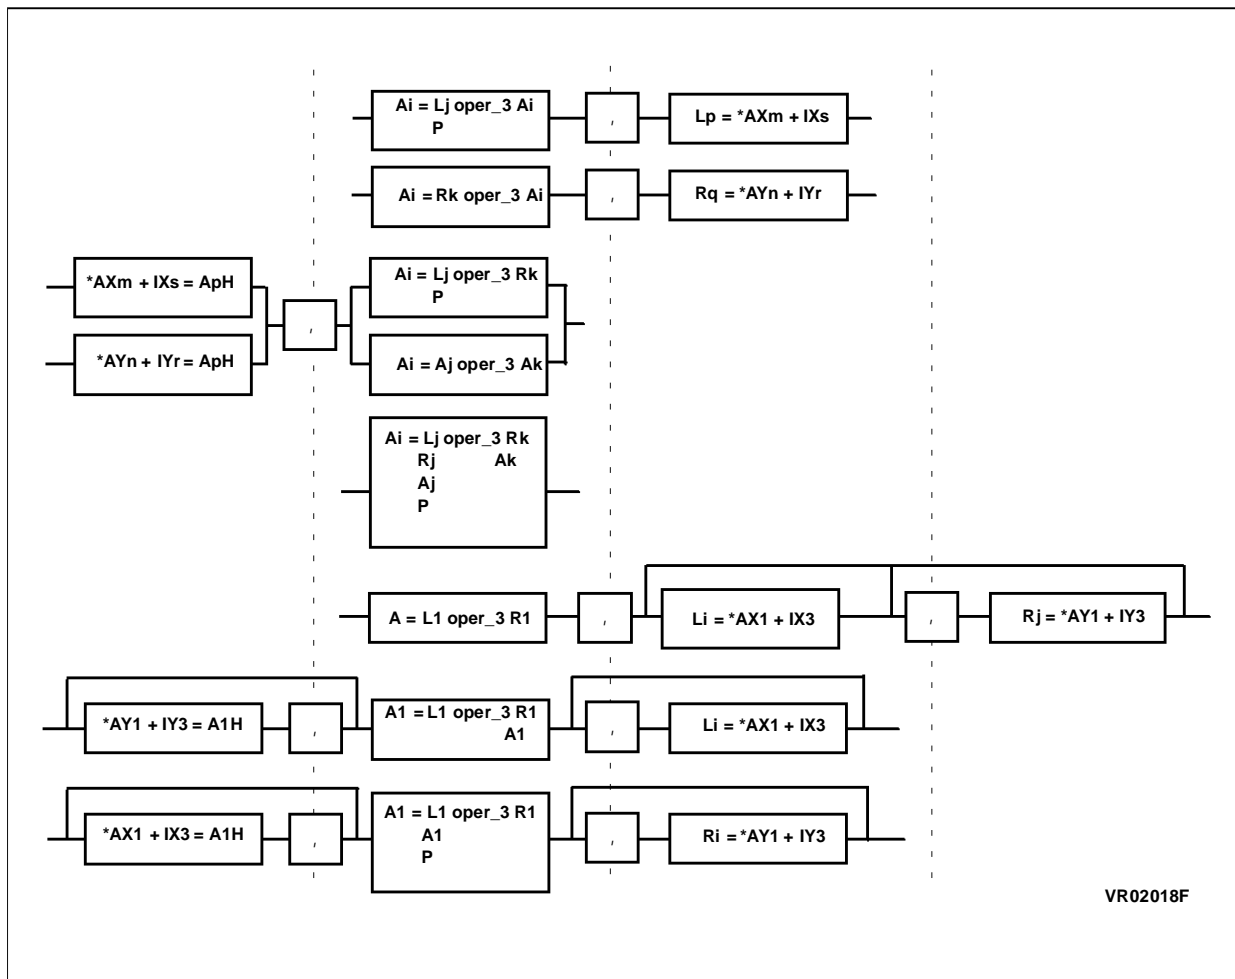 Ai = Lj oper_3 Ai
P
,
Lp = *AXm + IXs
Ai = Rk oper_3 Ai
,
Rq = *AYn + IYr
*AXm + IXs = ApH
*AYn + IYr = ApH
,
Ai = Lj oper_3 Rk
P
Ai = Aj oper_3 Ak
Ai = Lj oper_3 Rk
Rj Ak
Aj
P
A = L1 oper_3 R1
,
Li = *AX1 + IX3
,
Rj = *AY1 + IY3
*AY1 + IY3 = A1H
,
A1 = L1 oper_3 R1
A1
,
Li = *AX1 + IX3
*AX1 + IX3 = A1H
,
A1 = L1 oper_3 R1
A1
P
,
Ri = *AY1 + IY3
VR02018F